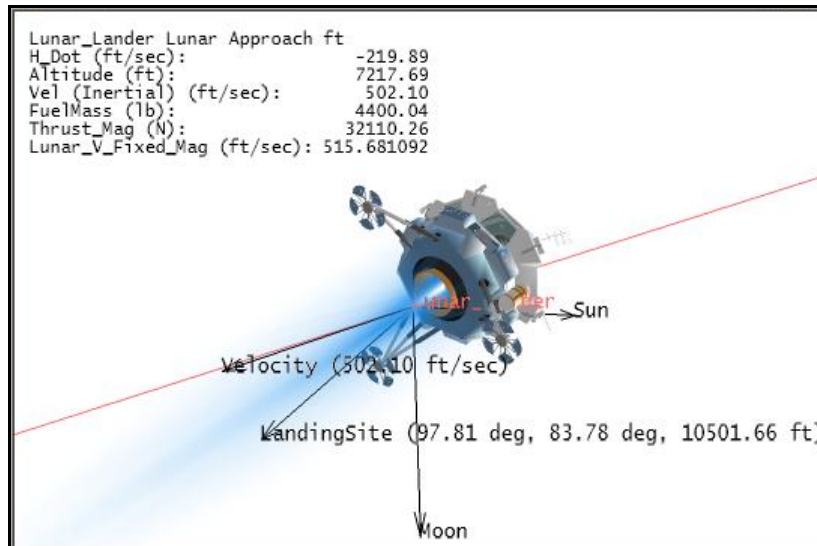 Lunar_Lander Lunar Approach ft
H_Dot (ft/sec): -219.89
Altitude (ft): 7217.69
Vel (Inertial) (ft/sec): 502.10
FuelMass (lb): 4400.04
Thrust_Mag (N): 32110.26
Lunar_V_Fixed_Mag (ft/sec): 515.681092
Sun
Velocity (502.10 ft/sec)
LandingSite (97.81 deg, 83.78 deg, 10501.66 ft)
Moon